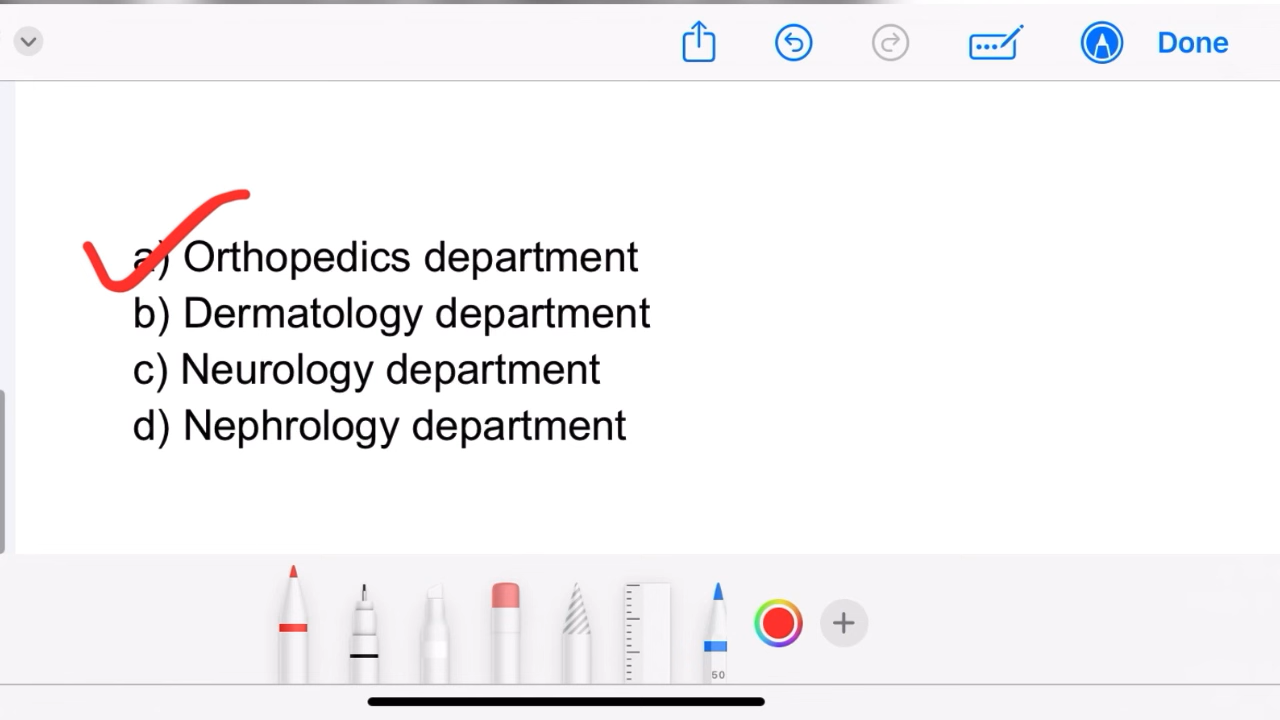 Done
a) Orthopedics department
b) Dermatology department
c) Neurology department
d) Nephrology department
50